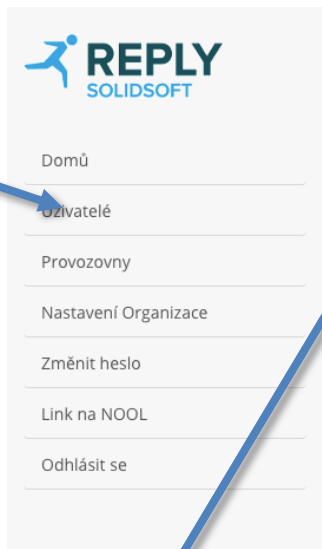 REPLY
SOLIDSOFT
Domů
Uživatelé
Provozovny
Nastavení Organizace
Změnit heslo
Link na NOOL
Odhlásit se